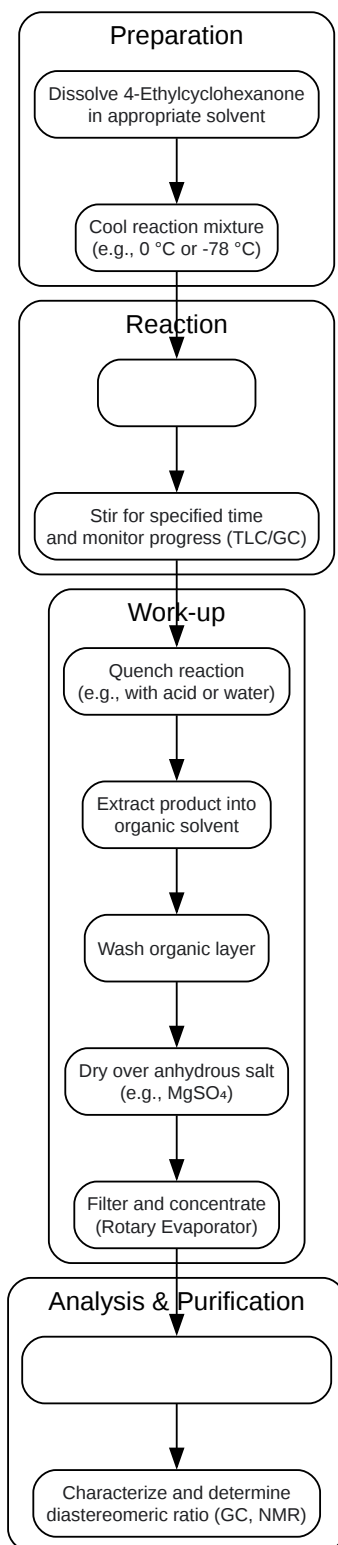 Preparation
Dissolve 4-Ethylcyclohexanone
in appropriate solvent
Cool reaction mixture
(e.g., 0 °C or -78 °C)
Reaction
Stir for specified time
and monitor progress (TLC/GC)
Work-up
Quench reaction
(e.g., with acid or water)
Extract product into
organic solvent
Wash organic layer
Dry over anhydrous salt
(e.g., MgSO₄)
Filter and concentrate
(Rotary Evaporator)
Analysis & Purification
Characterize and determine
diastereomeric ratio (GC, NMR)